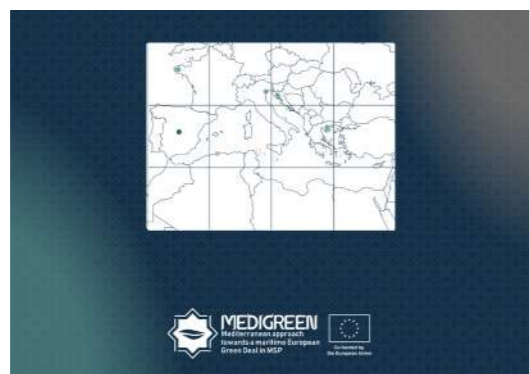 MEDIGREEN
Mediterranean approach
towards a maritime European
Green Deal in MSP
Co-funded by
the European Union